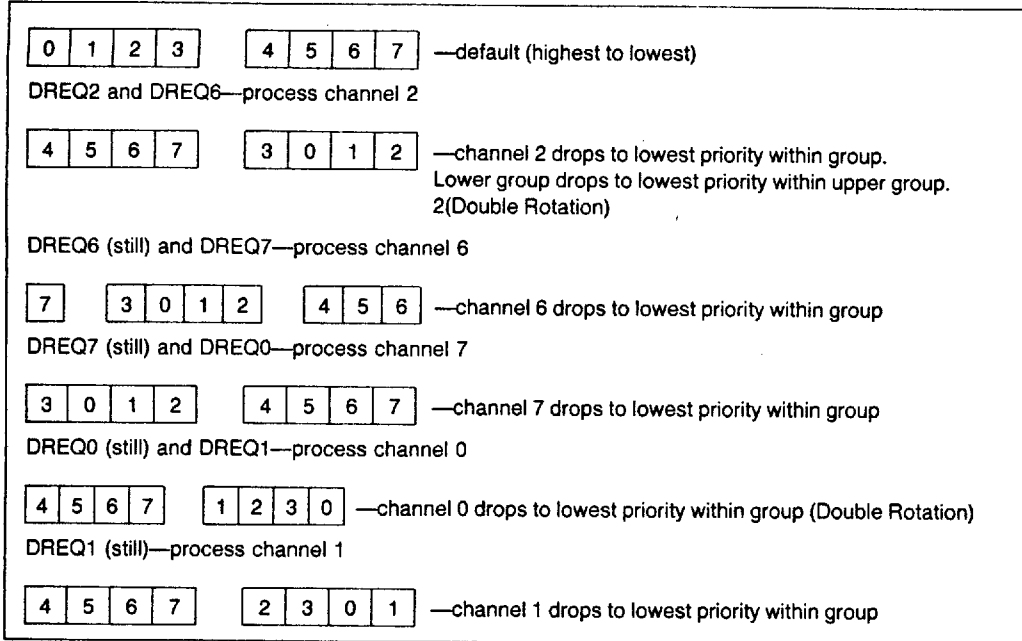 0 1 2 3 4 5 6 7 —default (highest to lowest)
DREQ2 and DREQ6—process channel 2
4 5 6 7 3 0 1 2 —channel 2 drops to lowest priority within group.
Lower group drops to lowest priority within upper group.
2(Double Rotation)
DREQ6 (still) and DREQ7—process channel 6
7 3 0 1 2 4 5 6 —channel 6 drops to lowest priority within group
DREQ7 (still) and DREQ0—process channel 7
3 0 1 2 4 5 6 7 —channel 7 drops to lowest priority within group
DREQ0 (still) and DREQ1—process channel 0
4 5 6 7 1 2 3 0 —channel 0 drops to lowest priority within group (Double Rotation)
DREQ1 (still)—process channel 1
4 5 6 7 2 3 0 1 —channel 1 drops to lowest priority within group